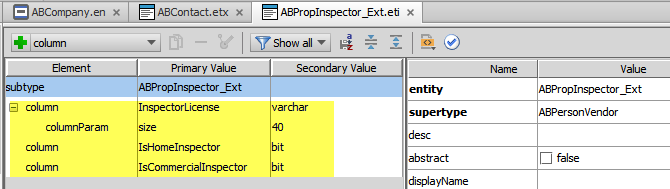 ABCompany.en ABContact.etx ABPropInspector_Ext.eti
column Show all
Element Primary Value Secondary Value
subtype ABPropInspector_Ext
column InspectorLicense varchar
columnParam size 40
column IsHomeInspector bit
column IsCommercialInspector bit
Name Value
entity ABPropInspector_Ext
supertype ABPersonVendor
desc
abstract false
displayName